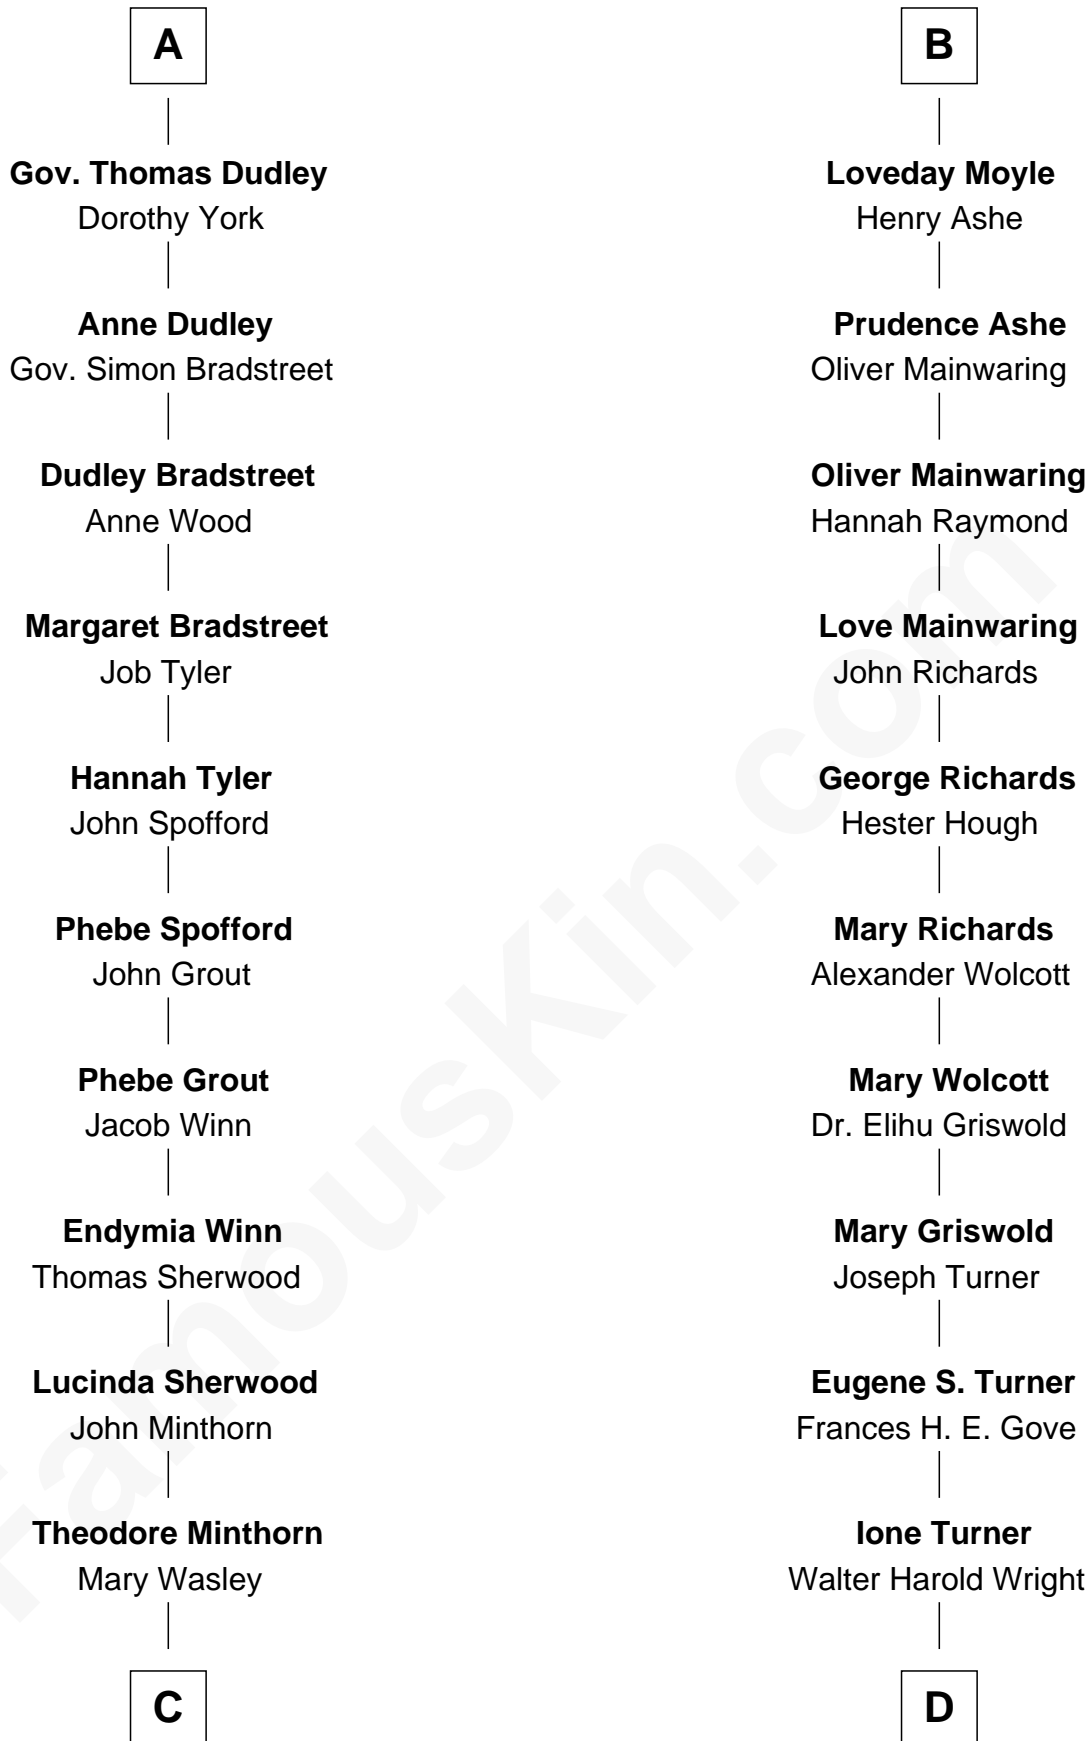 A
Gov. Thomas Dudley
Dorothy York
Anne Dudley
Gov. Simon Bradstreet
Dudley Bradstreet
Anne Wood
Margaret Bradstreet
Job Tyler
Hannah Tyler
John Spofford
Phebe Spofford
John Grout
Phebe Grout
Jacob Winn
Endymia Winn
Thomas Sherwood
Lucinda Sherwood
John Minthorn
Theodore Minthorn
Mary Wasley
C
B
Loveday Moyle
Henry Ashe
Prudence Ashe
Oliver Mainwaring
Oliver Mainwaring
Hannah Raymond
Love Mainwaring
John Richards
George Richards
Hester Hough
Mary Richards
Alexander Wolcott
Mary Wolcott
Dr. Elihu Griswold
Mary Griswold
Joseph Turner
Eugene S. Turner
Frances H. E. Gove
Ione Turner
Walter Harold Wright
D
FamousKin.com